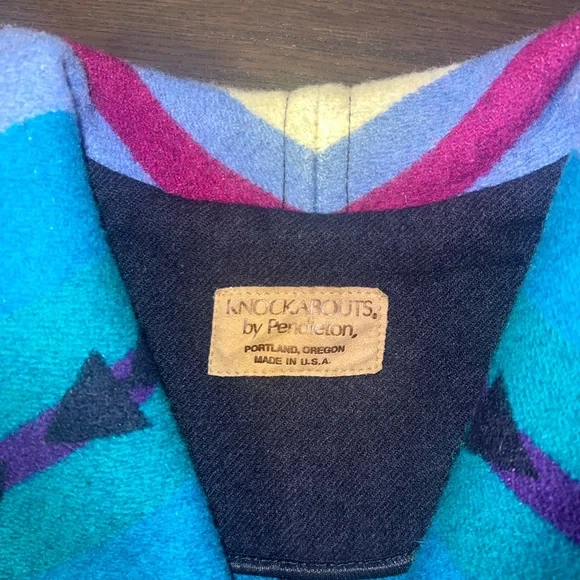 KNOCKABOUTS®
by Pendleton®
PORTLAND, OREGON
MADE IN U.S.A.